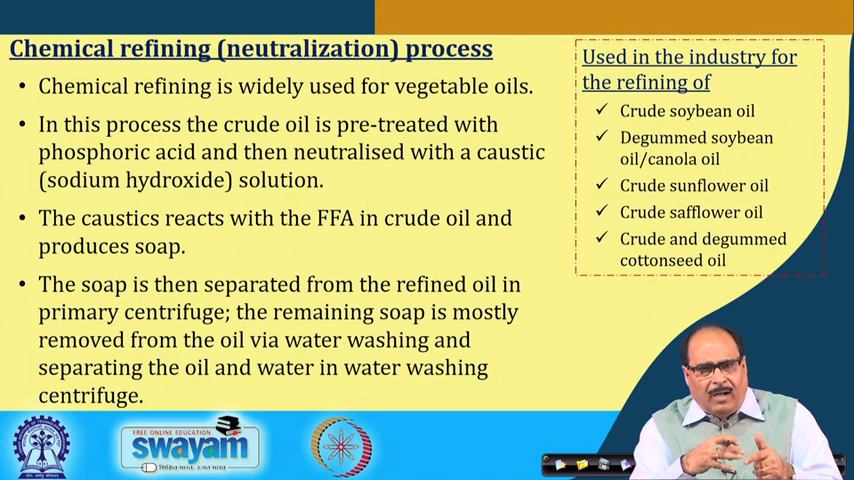 Chemical refining (neutralization) process
• Chemical refining is widely used for vegetable oils.
• In this process the crude oil is pre-treated with
phosphoric acid and then neutralised with a caustic
(sodium hydroxide) solution.
• The caustics reacts with the FFA in crude oil and
produces soap.
• The soap is then separated from the refined oil in
primary centrifuge; the remaining soap is mostly
removed from the oil via water washing and
separating the oil and water in water washing
centrifuge.
Used in the industry for
the refining of
✓ Crude soybean oil
✓ Degummed soybean
oil/canola oil
✓ Crude sunflower oil
✓ Crude safflower oil
✓ Crude and degummed
cottonseed oil
FREE ONLINE EDUCATION
swayam